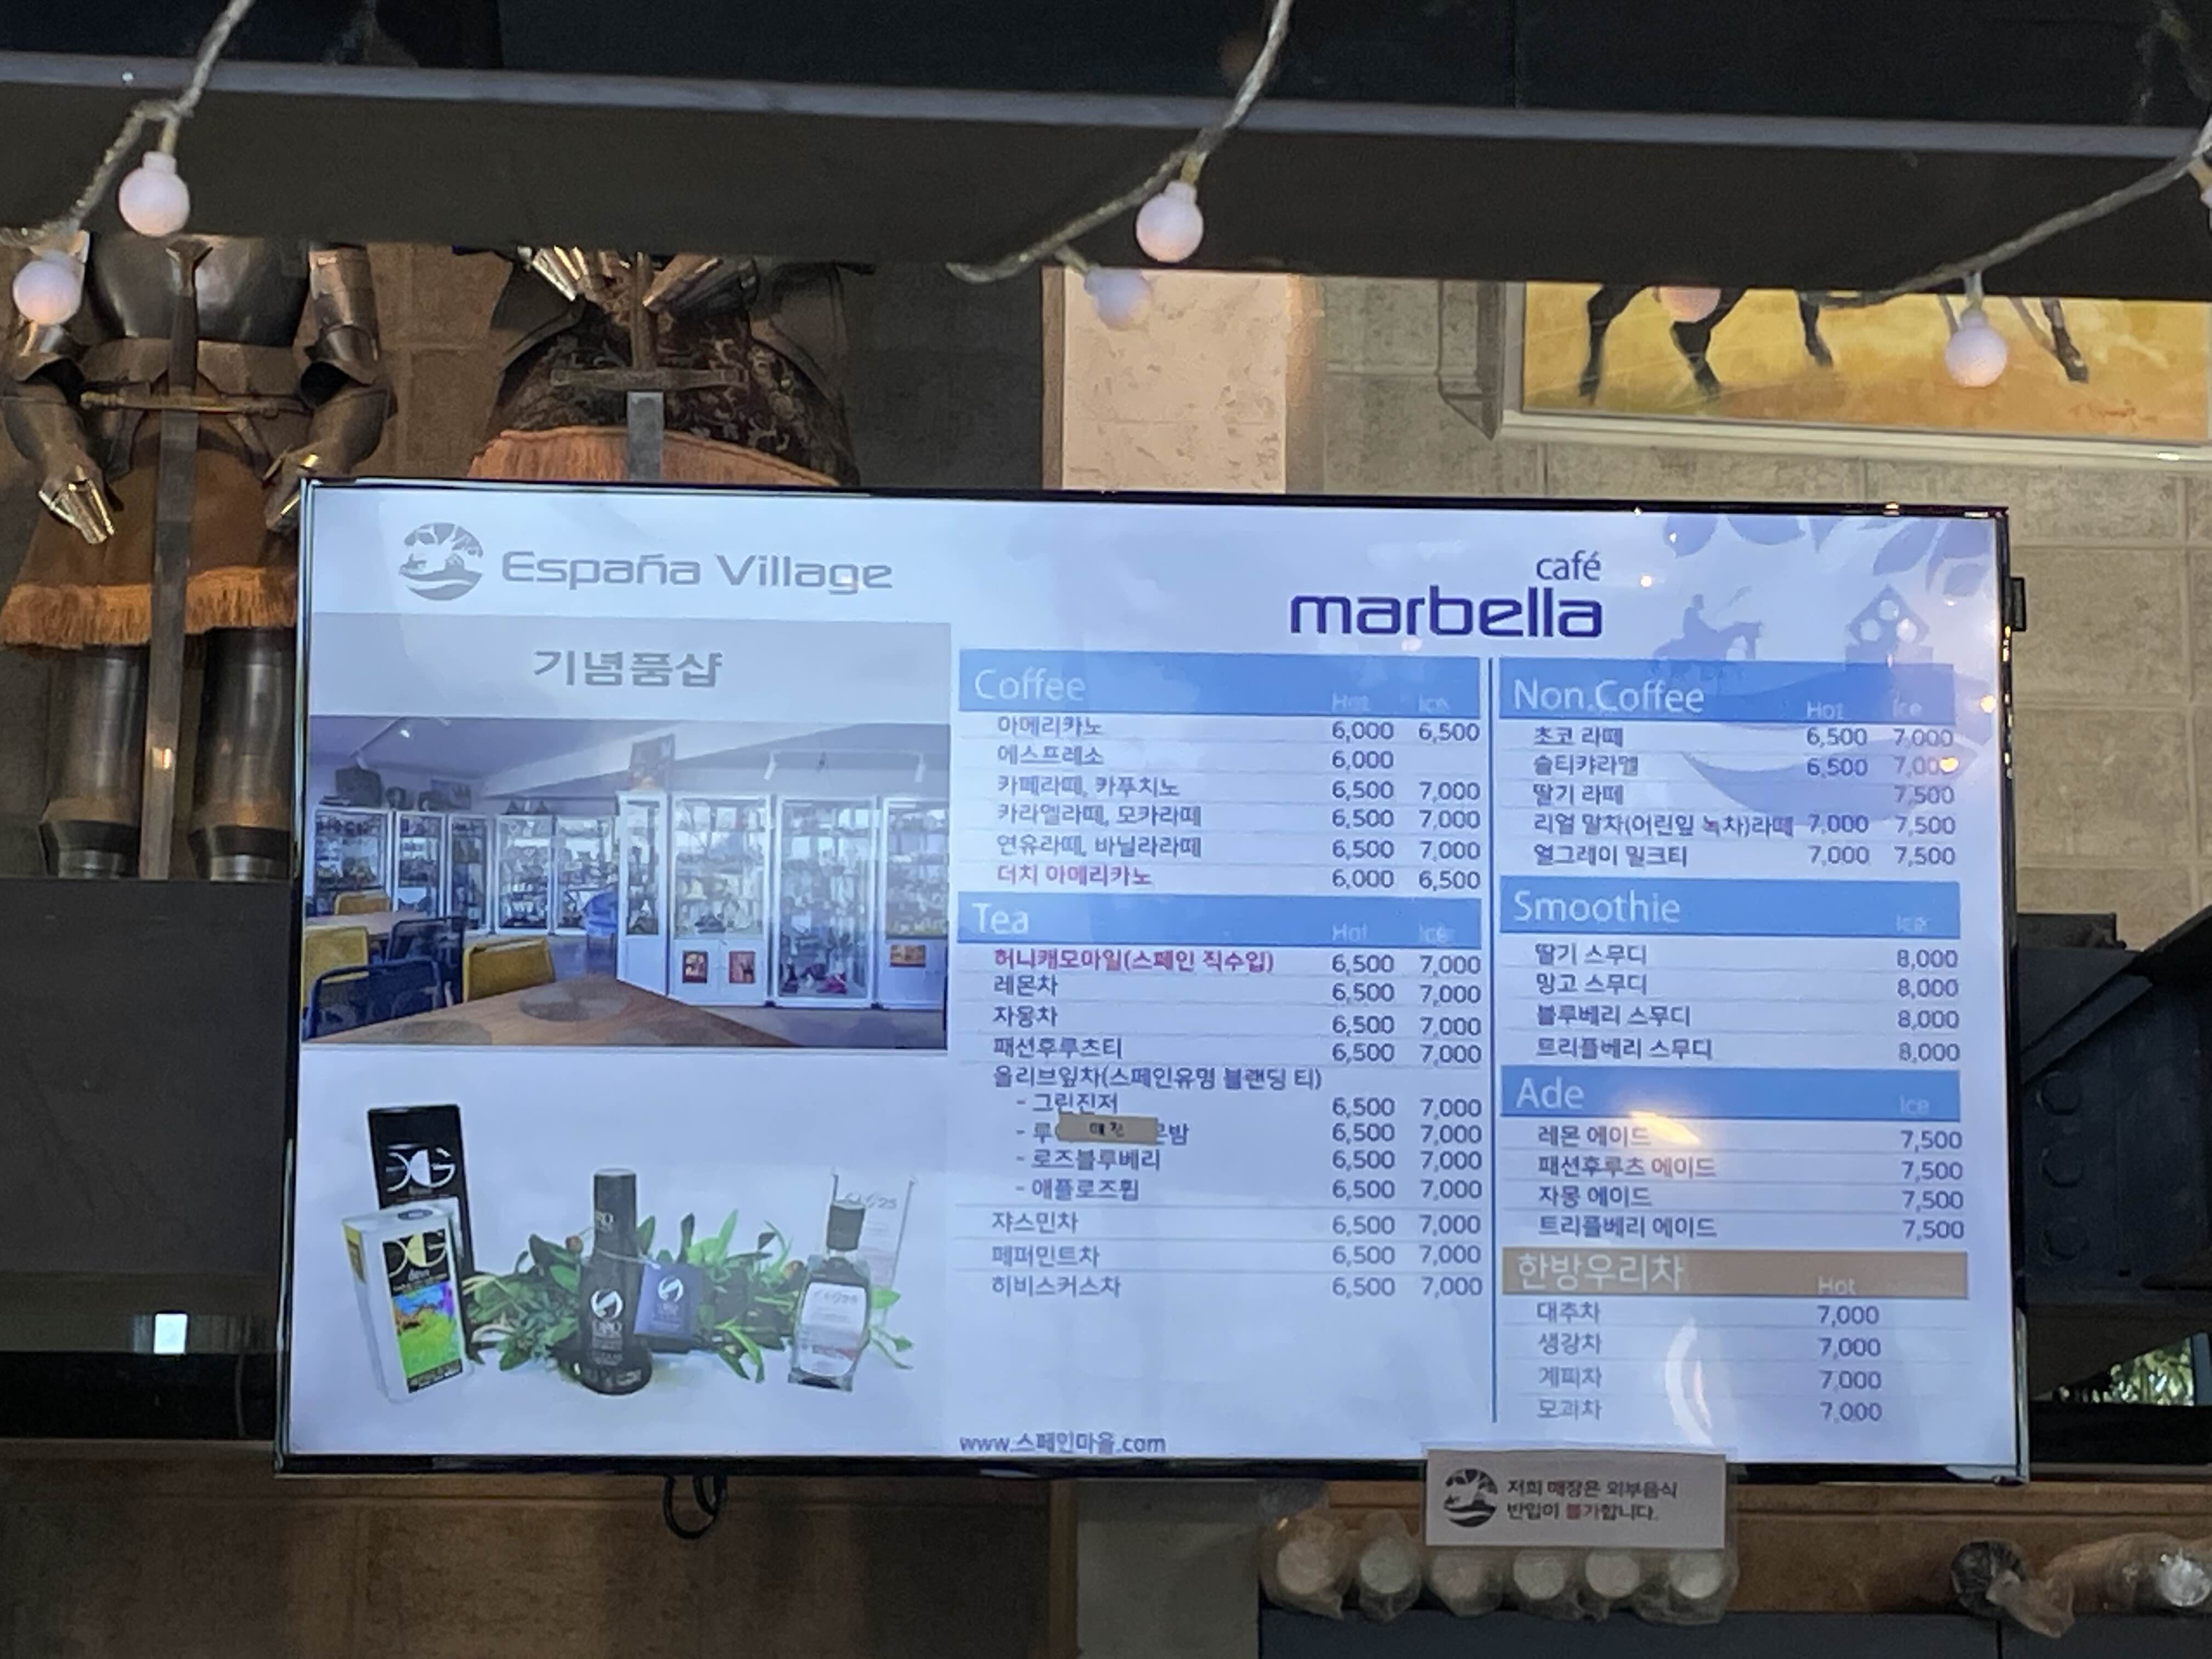 España Village
기념품샵
café
marbella
Coffee Hot Ice
아메리카노 6,000 6,500
에스프레소 6,000
카페라떼, 카푸치노 6,500 7,000
카라멜라떼, 모카라떼 6,500 7,000
연유라떼, 바닐라라떼 6,500 7,000
더치 아메리카노 6,000 6,500
Tea Hot Ice
허니캐모마일(스페인 직수입) 6,500 7,000
레몬차 6,500 7,000
자몽차 6,500 7,000
패션후루츠티 6,500 7,000
올리브잎차(스페인유명 블랜딩 티)
- 그린진저 6,500 7,000
- 루 매진 밤 6,500 7,000
- 로즈블루베리 6,500 7,000
- 애플로즈휩 6,500 7,000
쟈스민차 6,500 7,000
페퍼민트차 6,500 7,000
히비스커스차 6,500 7,000
Non.Coffee Hot Ice
초코 라떼 6,500 7,000
솔티캬라멜 6,500 7,000
딸기 라떼 7,500
리얼 말차(어린잎 녹차)라떼 7,000 7,500
얼그레이 밀크티 7,000 7,500
Smoothie Ice
딸기 스무디 8,000
망고 스무디 8,000
블루베리 스무디 8,000
트리플베리 스무디 8,000
Ade Ice
레몬 에이드 7,500
패션후루츠 에이드 7,500
자몽 에이드 7,500
트리플베리 에이드 7,500
한방우리차 Hot
대추차 7,000
생강차 7,000
계피차 7,000
모과차 7,000
www.스페인마을.com
저희 매장은 외부음식
반입이 불가합니다.